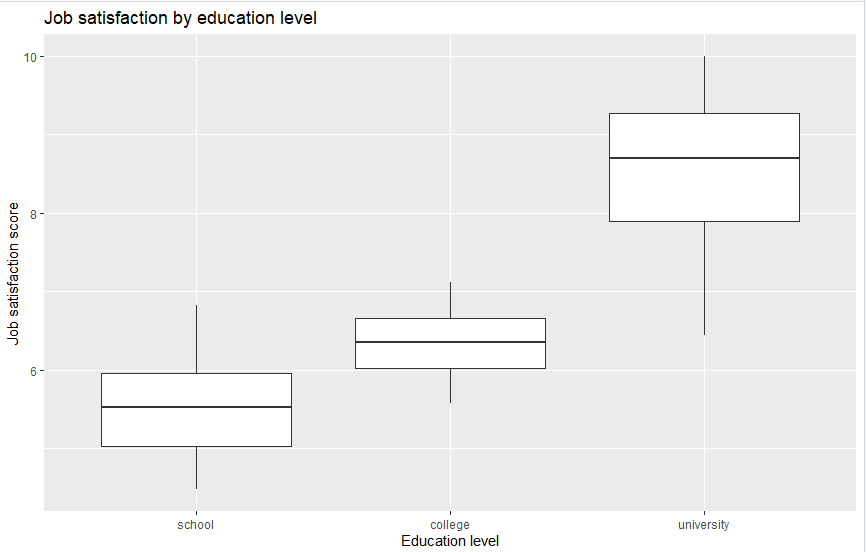 Job satisfaction by education level
Job satisfaction score
10
8
6
school college university
Education level